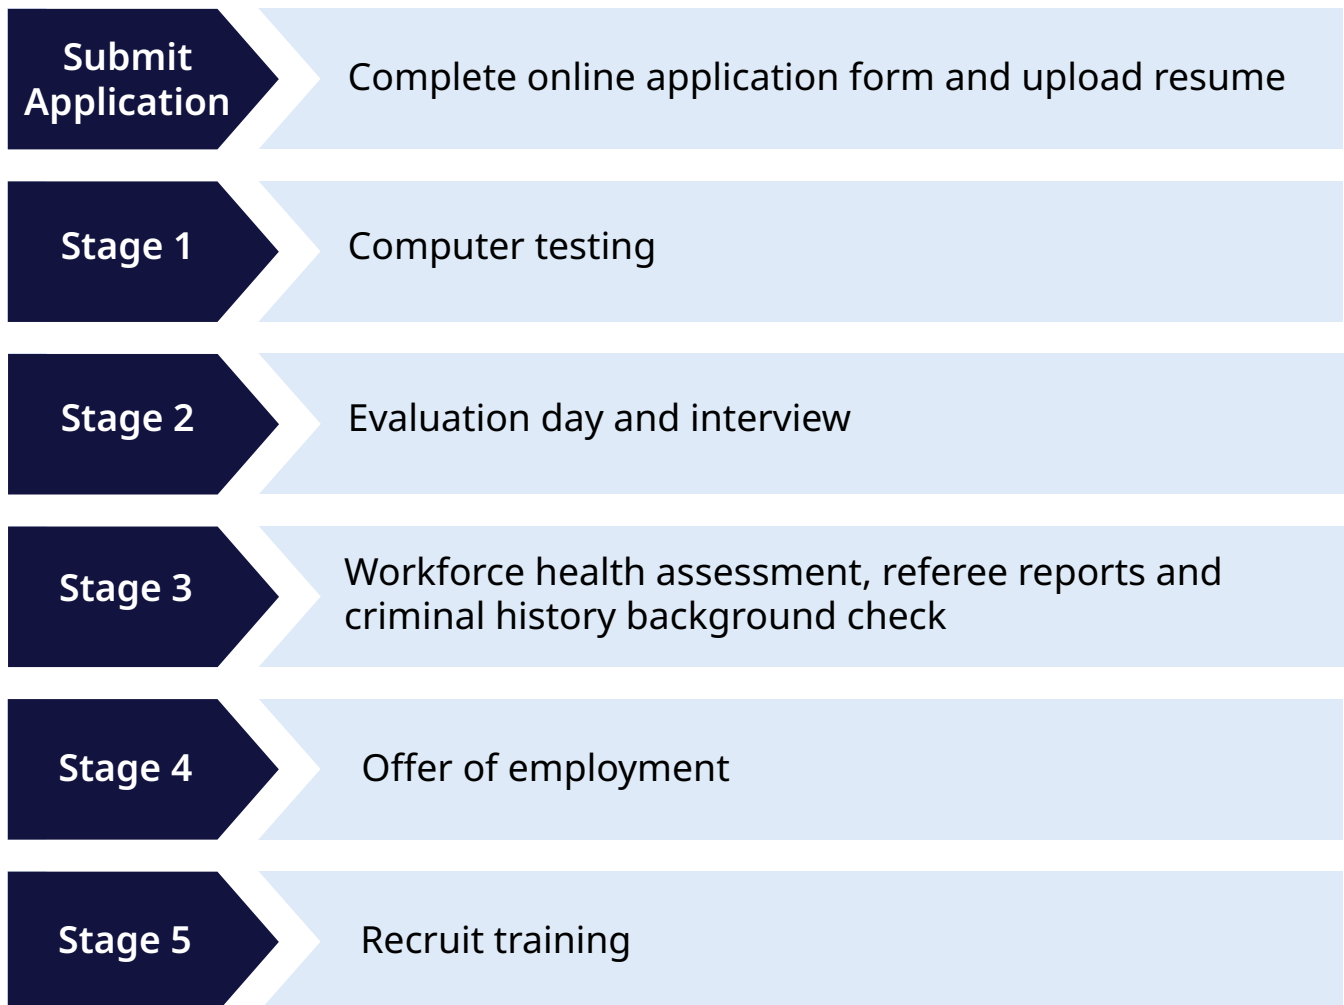 Submit
Application
Complete online application form and upload resume
Stage 1
Computer testing
Stage 2
Evaluation day and interview
Stage 3
Workforce health assessment, referee reports and
criminal history background check
Stage 4
Offer of employment
Stage 5
Recruit training